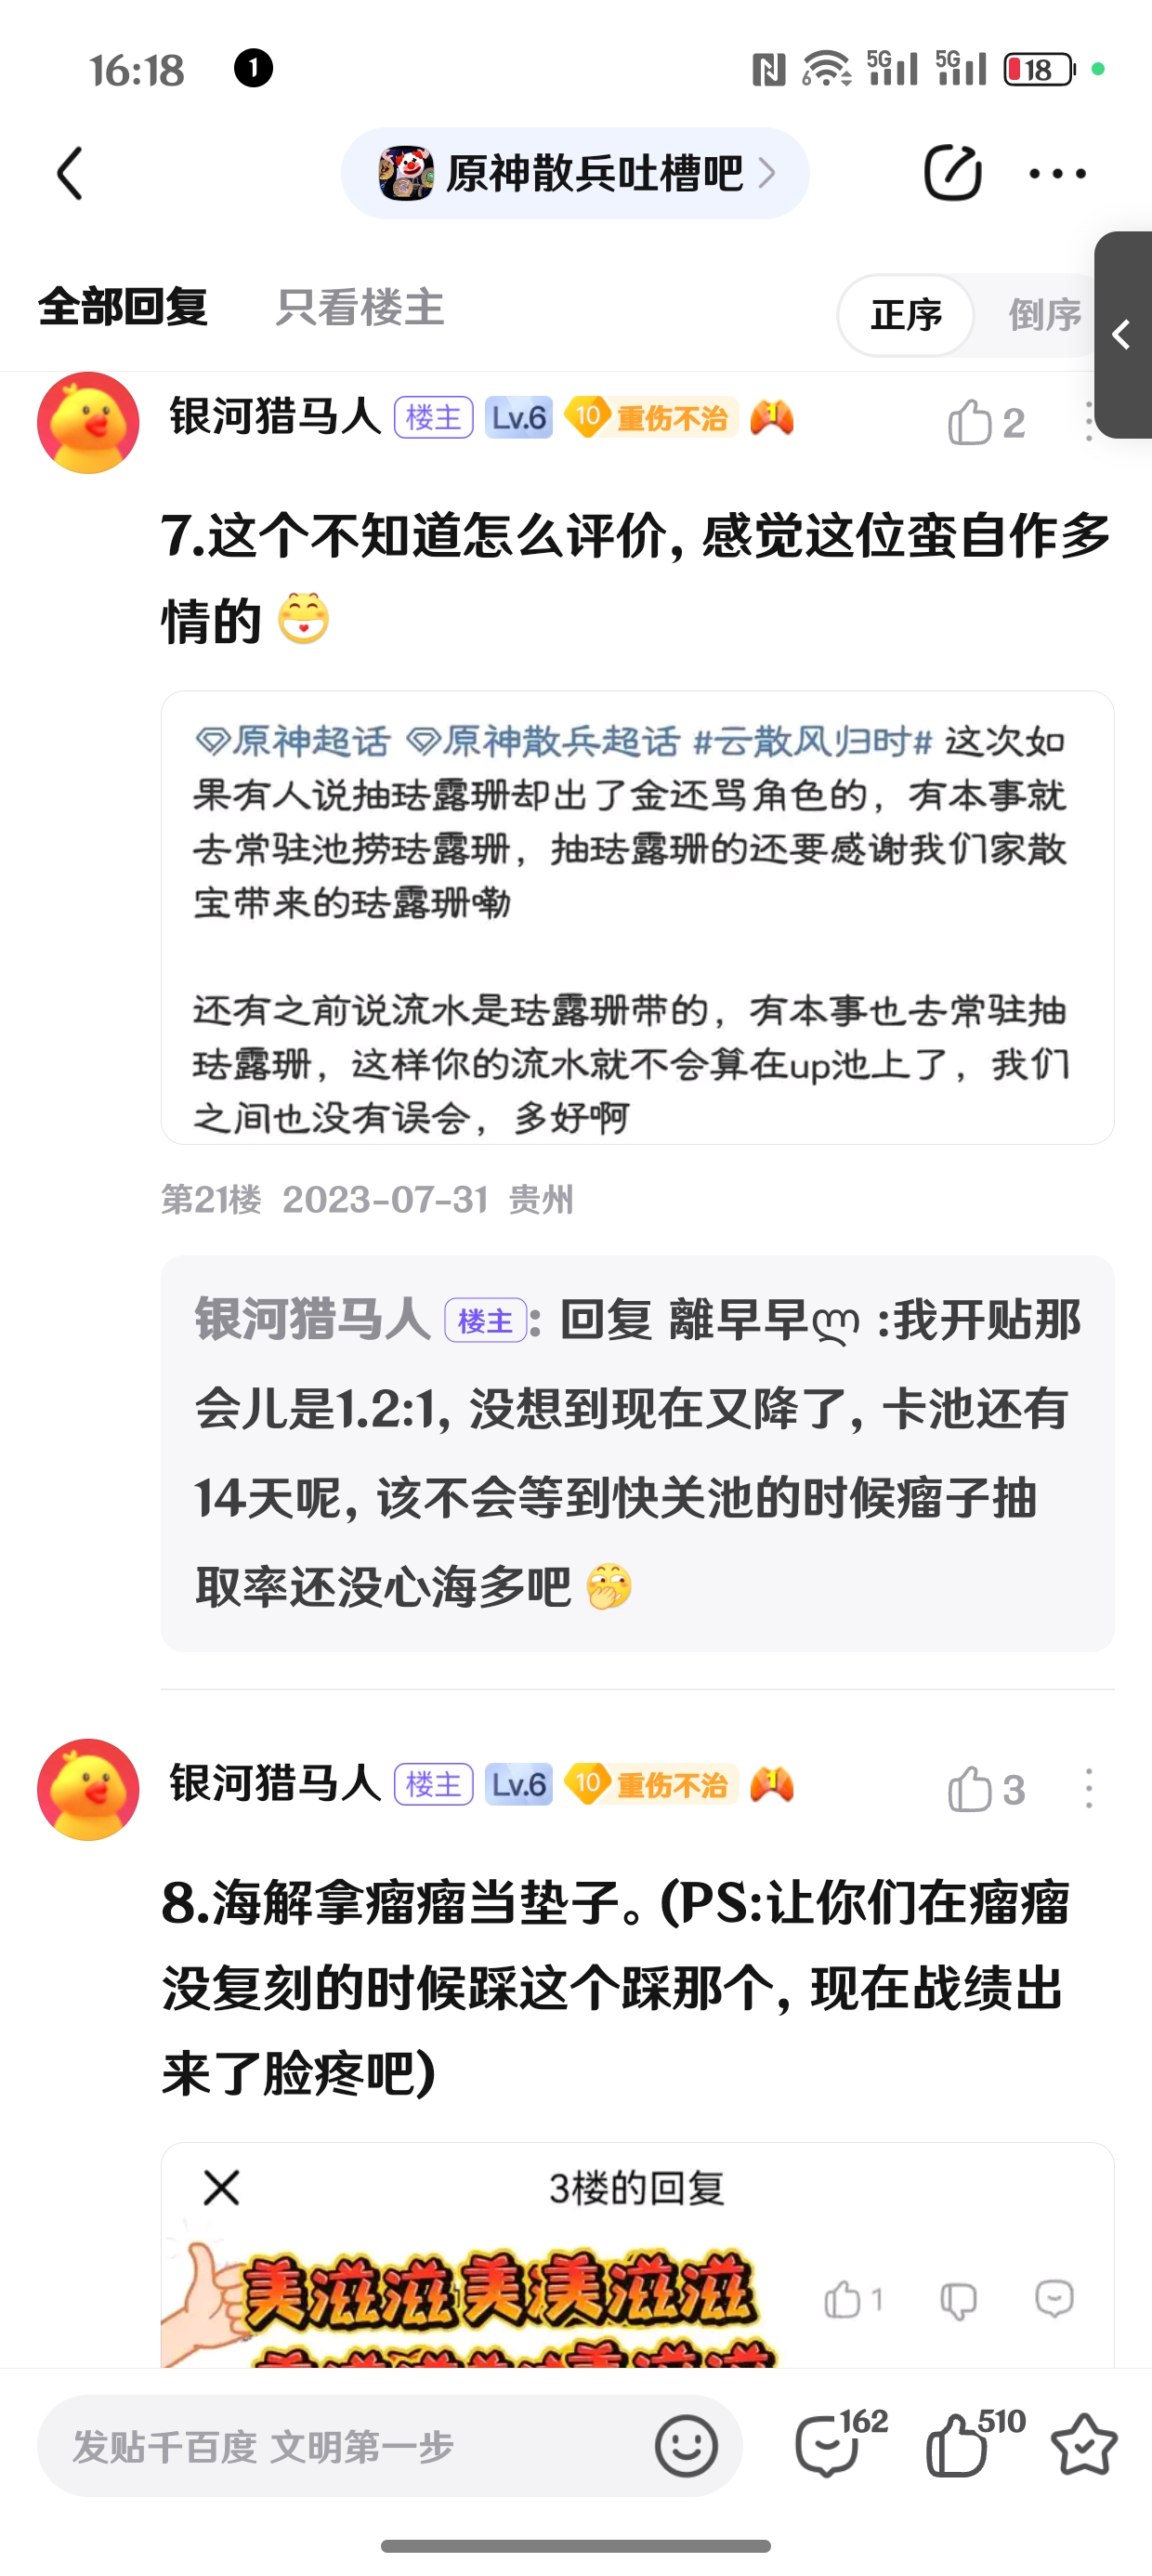 16:18
1
6
5G
5G
18
原神散兵吐槽吧
全部回复
只看楼主
正序
倒序
银河猎马人 楼主 Lv.6 10 重伤不治
2
7.这个不知道怎么评价, 感觉这位蛮自作多
情的
原神超话 原神散兵超话 #云散风归时# 这次如
果有人说抽珐露珊却出了金还骂角色的，有本事就
去常驻池捞珐露珊，抽珐露珊的还要感谢我们家散
宝带来的珐露珊嘞
还有之前说流水是珐露珊带的，有本事也去常驻抽
珐露珊，这样你的流水就不会算在up池上了，我们
之间也没有误会，多好啊
第21楼 2023-07-31 贵州
银河猎马人 楼主 : 回复 離早早ღ :我开贴那
会儿是1.2:1, 没想到现在又降了, 卡池还有
14天呢, 该不会等到快关池的时候瘤子抽
取率还没心海多吧
银河猎马人 楼主 Lv.6 10 重伤不治
3
8.海解拿瘤瘤当垫子。(PS:让你们在瘤瘤
没复刻的时候踩这个踩那个, 现在战绩出
来了脸疼吧)
3楼的回复
美滋滋美美滋滋
1
发贴千百度 文明第一步
162
510